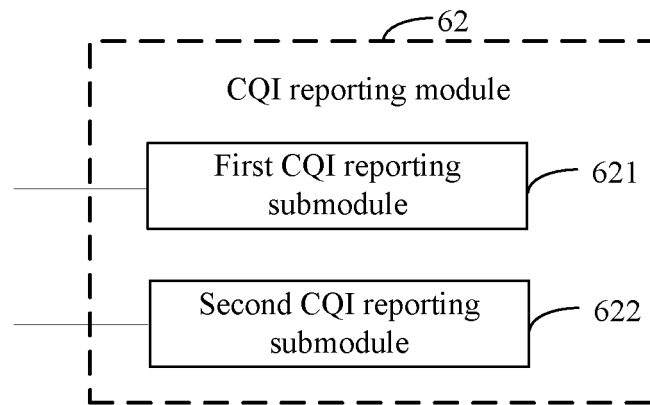 62
CQI reporting module
First CQI reporting
submodule
621
Second CQI reporting
submodule
622